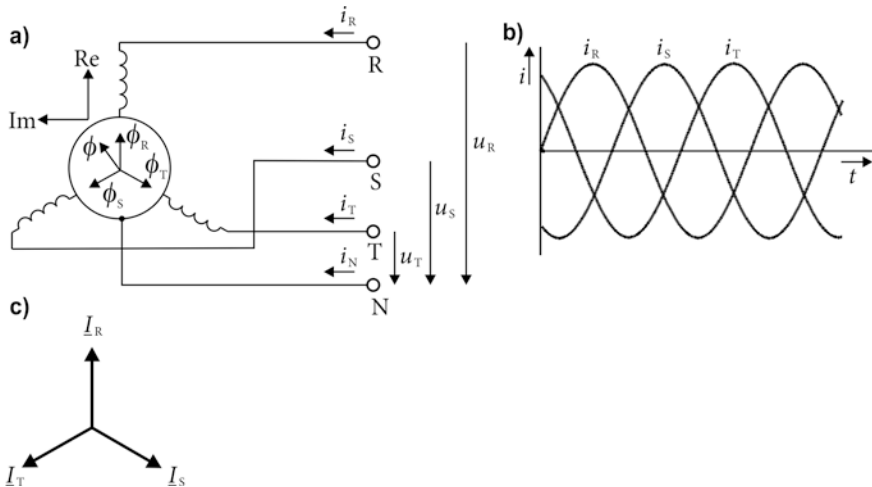 a)
i_R
R
Re
Im
ϕ
ϕ_R
ϕ_T
ϕ_S
i_S
S
i_T
T
i_N
N
u_T
u_S
u_R
b)
i_R i_S i_T
i
t
c)
I_R
I_T I_S